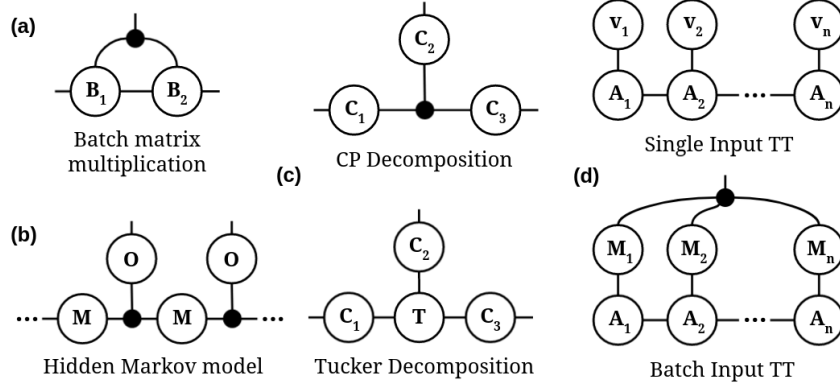 (a)
B₁ B₂
Batch matrix
multiplication
C₂
C₁ C₃
CP Decomposition
v₁ v₂ vₙ
A₁ A₂ ... Aₙ
Single Input TT
(b)
O O
... M M ...
Hidden Markov model
(c)
C₂
C₁ T C₃
Tucker Decomposition
(d)
M₁ M₂ Mₙ
A₁ A₂ ... Aₙ
Batch Input TT